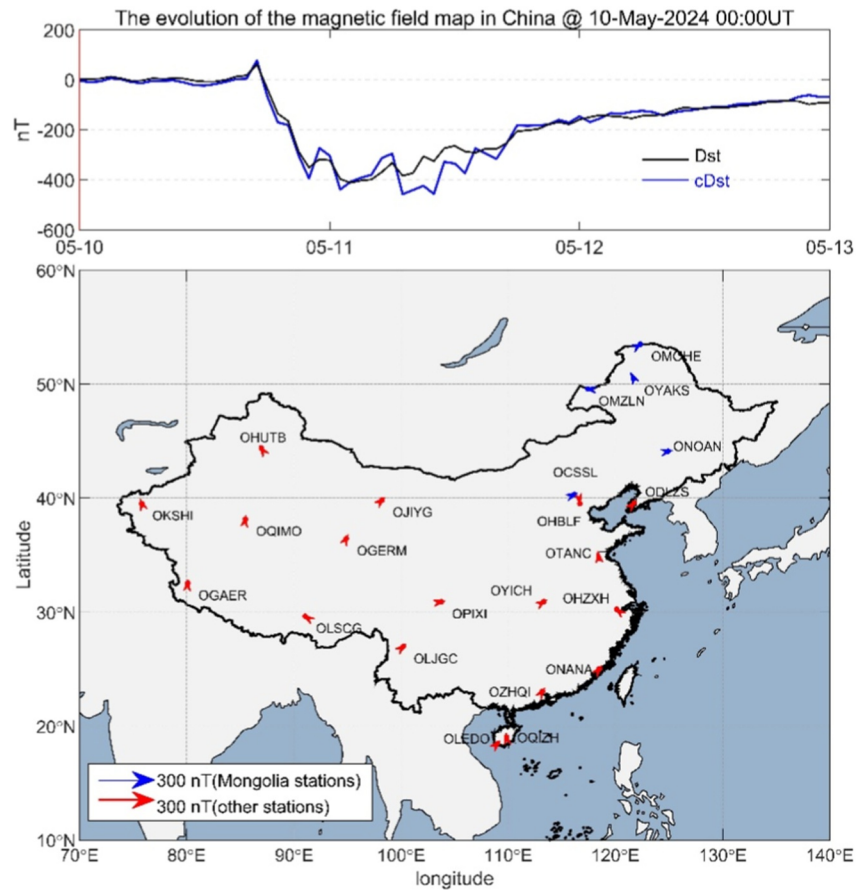 The evolution of the magnetic field map in China @ 10-May-2024 00:00UT
200
0
-200
-400
-600
nT
Dst
cDst
05-10
05-11
05-12
05-13
60°N
50°N
40°N
30°N
20°N
10°N
Latitude
OMOHE
OYAKS
OMZLN
OHUTB
ONOAN
OCSSL
ODLZS
OKSHI
OJIYG
OHBLF
OQIMO
OGERM
OTANC
OGAER
OYICH
OHZXH
OPIXI
OLSCG
OLJGC
ONANA
OZHQI
OLEDO
OQIZH
300 nT(Mongolia stations)
300 nT(other stations)
70°E
80°E
90°E
100°E
110°E
120°E
130°E
140°E
longitude